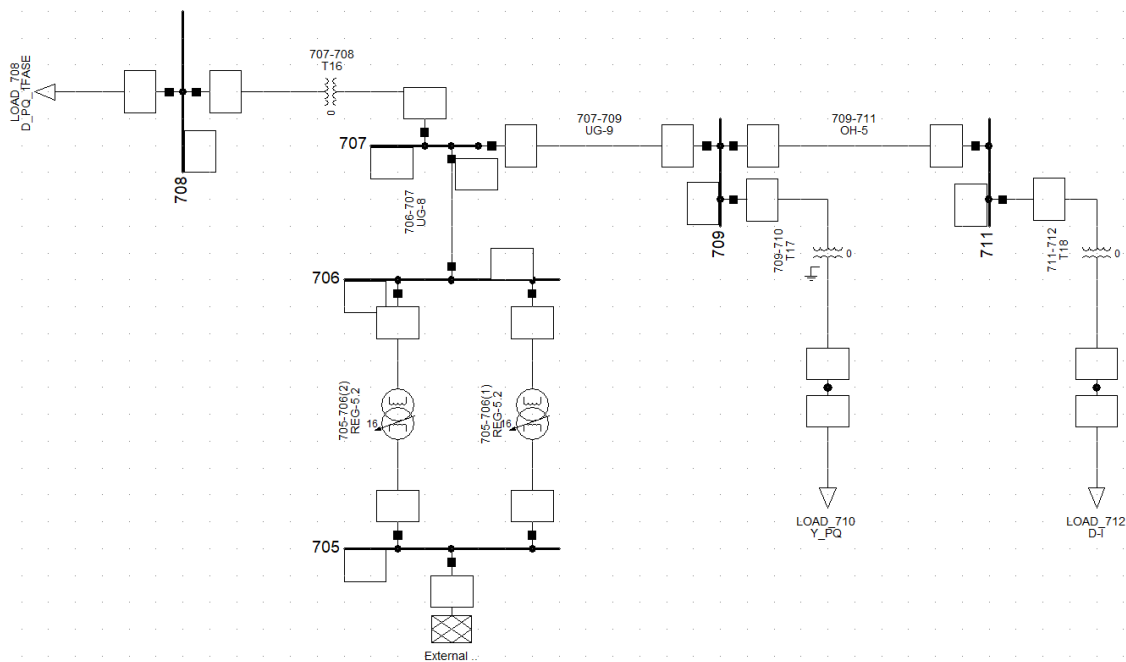 707-708
T16
0
LOAD_708
D_PQ_1FASE
708
707
707-709
UG-9
709-711
OH-5
706-707
UG-8
709
709-710
T17
0
711
711-712
T18
0
706
705-706(2)
REG-5.2
16
705-706(1)
REG-5.2
16
705
LOAD_710
Y_PQ
LOAD_712
D-I
External ..